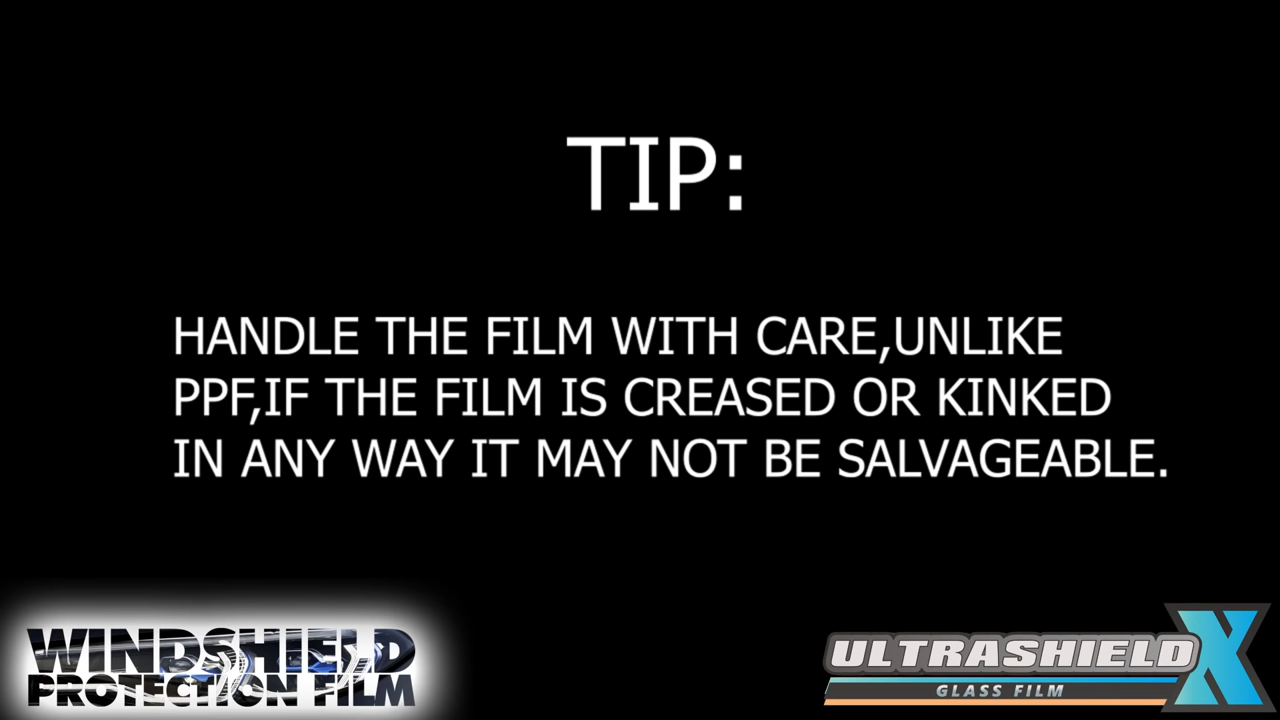 TIP:
HANDLE THE FILM WITH CARE,UNLIKE
PPF,IF THE FILM IS CREASED OR KINKED
IN ANY WAY IT MAY NOT BE SALVAGEABLE.
WINDSHIELD
PROTECTION FILM
ULTRASHIELD X
GLASS FILM